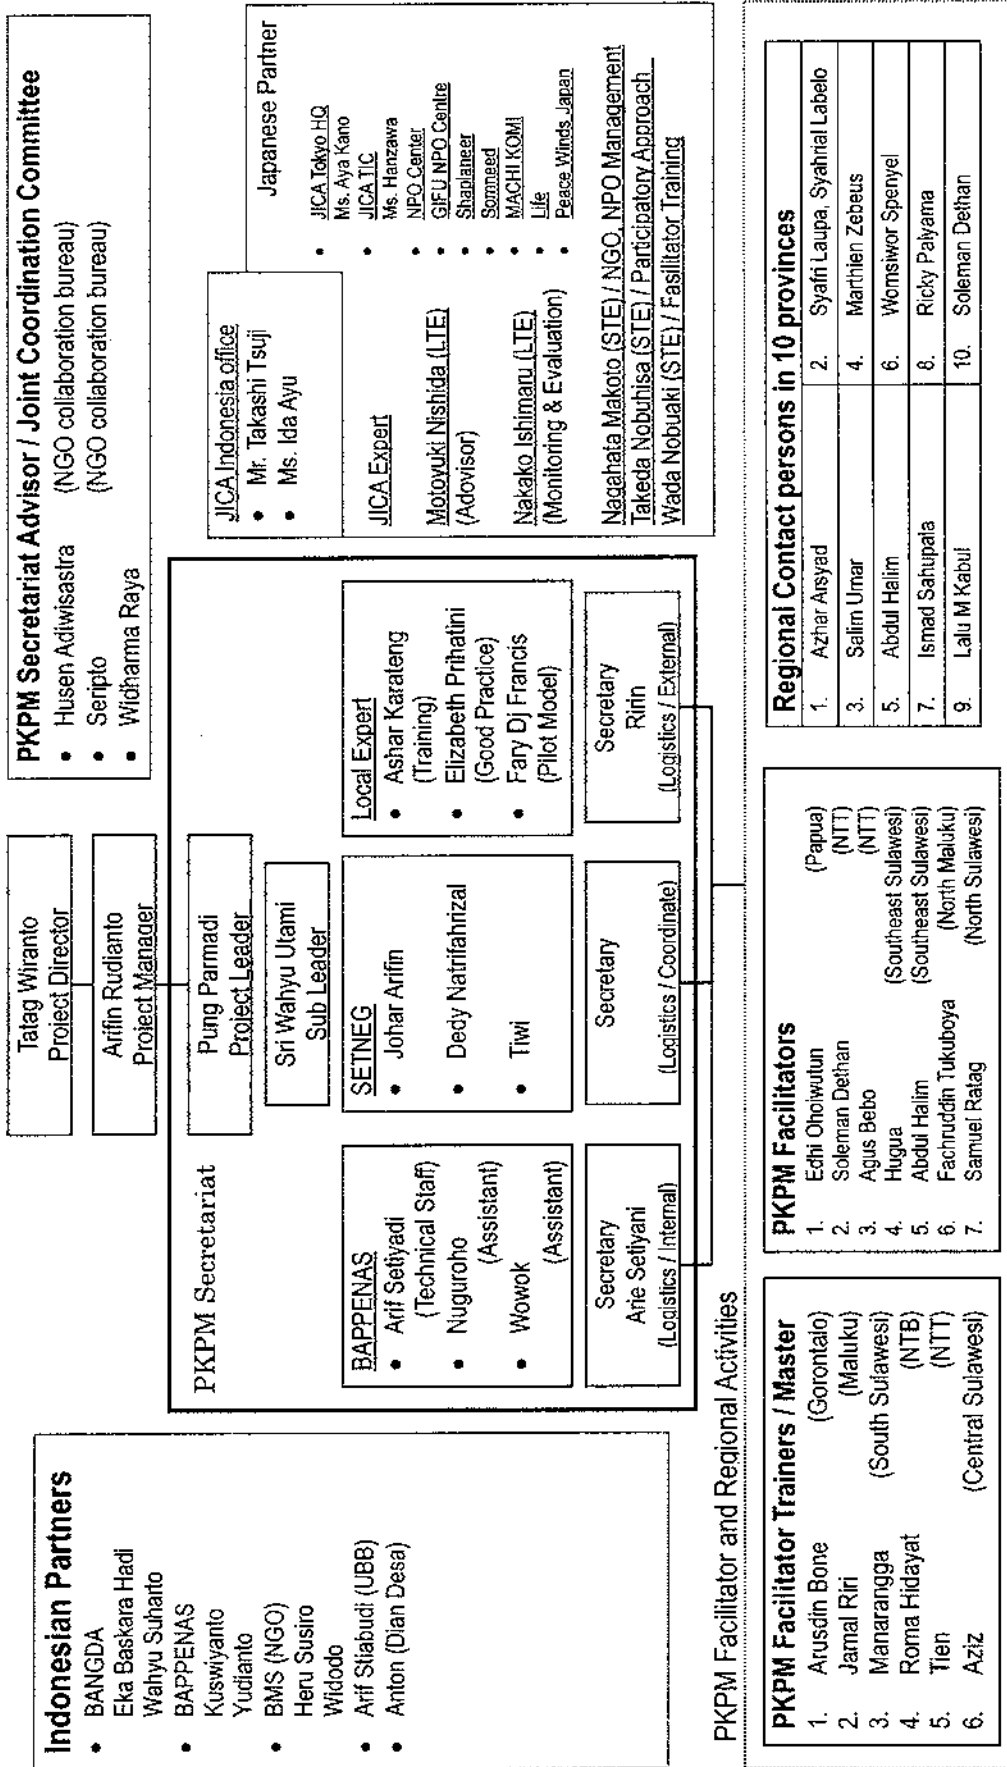 Tatag Wiranto
Project Director
Arifin Rudianto
Project Manager
PKPM Secretariat Advisor / Joint Coordination Committee
• Husen Adiwisastra (NGO collaboration bureau)
• Seripto (NGO collaboration bureau)
• Widharma Raya
Indonesian Partners
• BANGDA
Eka Baskara Hadi
Wahyu Suharto
• BAPPENAS
Kuswiyanto
Yudianto
• BMS (NGO)
Heru Susiro
Widodo
• Arif Stiabudi (UBB)
• Anton (Dian Desa)
PKPM Secretariat
Pung Parmadi
Project Leader
Sri Wahyu Utami
Sub Leader
BAPPENAS
• Arif Setiyadi
(Technical Staff)
• Nuguroho
(Assistant)
• Wowok
(Assistant)
SETNEG
• Johar Arifin
• Dedy Natrifahrizal
• Tiwi
Local Expert
• Ashar Karateng
(Training)
• Elizabeth Prihatini
(Good Practice)
• Fary Dj Francis
(Pilot Model)
Secretary
Arie Setiyani
(Logistics / Internal)
Secretary
(Logistics / Coordinate)
Secretary
Ririn
(Logistics / External)
JICA Indonesia office
• Mr. Takashi Tsuji
• Ms. Ida Ayu
JICA Expert
Motoyuki Nishida (LTE)
(Adovisor)
Nakako Ishimaru (LTE)
(Monitoring & Evaluation)
Nagahata Makoto (STE) / NGO, NPO Management
Takeda Nobuhisa (STE) / Participatory Approach
Wada Nobuaki (STE) / Fasilitator Training
Japanese Partner
• JICA Tokyo HQ
Ms. Aya Kano
• JICA TIC
Ms. Hanzawa
• NPO Center
• GIFU NPO Centre
• Shaplaneer
• Somneed
• MACHI KOMI
• Life
• Peace Winds Japan
PKPM Facilitator and Regional Activities
PKPM Facilitator Trainers / Master
1. Arusdin Bone (Gorontalo)
2. Jamal Riri (Maluku)
3. Manarangga (South Sulawesi)
4. Roma Hidayat (NTB)
5. Tien (NTT)
6. Aziz (Central Sulawesi)
PKPM Facilitators
1. Edhi Oholwutun (Papua)
2. Soleman Dethan (NTT)
3. Agus Bebo (NTT)
4. Hugua (Southeast Sulawesi)
5. Abdul Halim (Southeast Sulawesi)
6. Fachruddin Tukuboya (North Maluku)
7. Samuel Ratag (North Sulawesi)
Regional Contact persons in 10 provinces
1. Azhar Arsyad 2. Syafri Laupa, Syahrial Labelo
3. Salim Umar 4. Marthien Zebeus
5. Abdul Halim 6. Womsiwor Spenyel
7. Ismad Sahupala 8. Ricky Palyama
9. Lalu M Kabul 10. Soleman Dethan